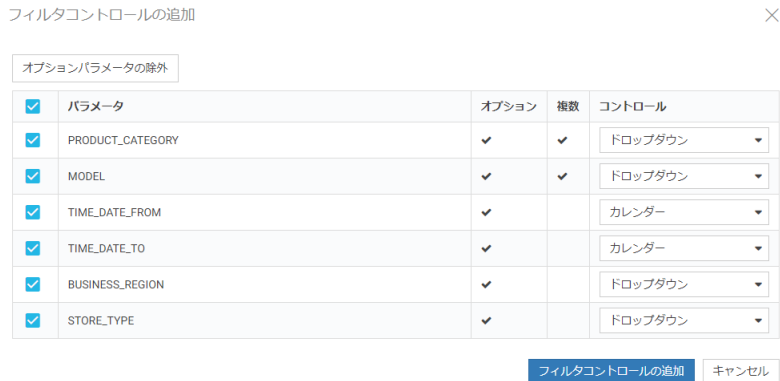 フィルタコントロールの追加
オプションパラメータの除外
パラメータ オプション 複数 コントロール
PRODUCT_CATEGORY ドロップダウン
MODEL ドロップダウン
TIME_DATE_FROM カレンダー
TIME_DATE_TO カレンダー
BUSINESS_REGION ドロップダウン
STORE_TYPE ドロップダウン
フィルタコントロールの追加 キャンセル